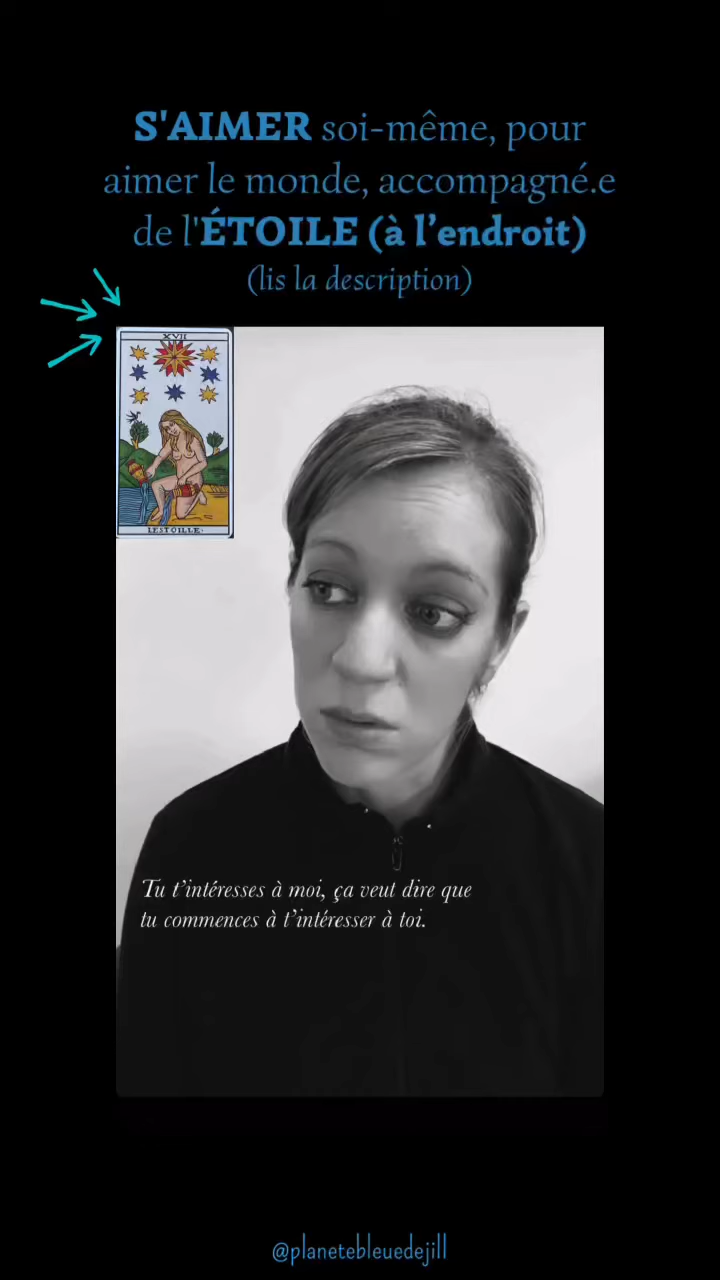 S'AIMER soi-même, pour
aimer le monde, accompagné.e
de l'ÉTOILE (à l’endroit)
(lis la description)
XVII
LESTOILLE·
Tu t’intéresses à moi, ça veut dire que
tu commences à t’intéresser à toi.
@planetebleuedejill